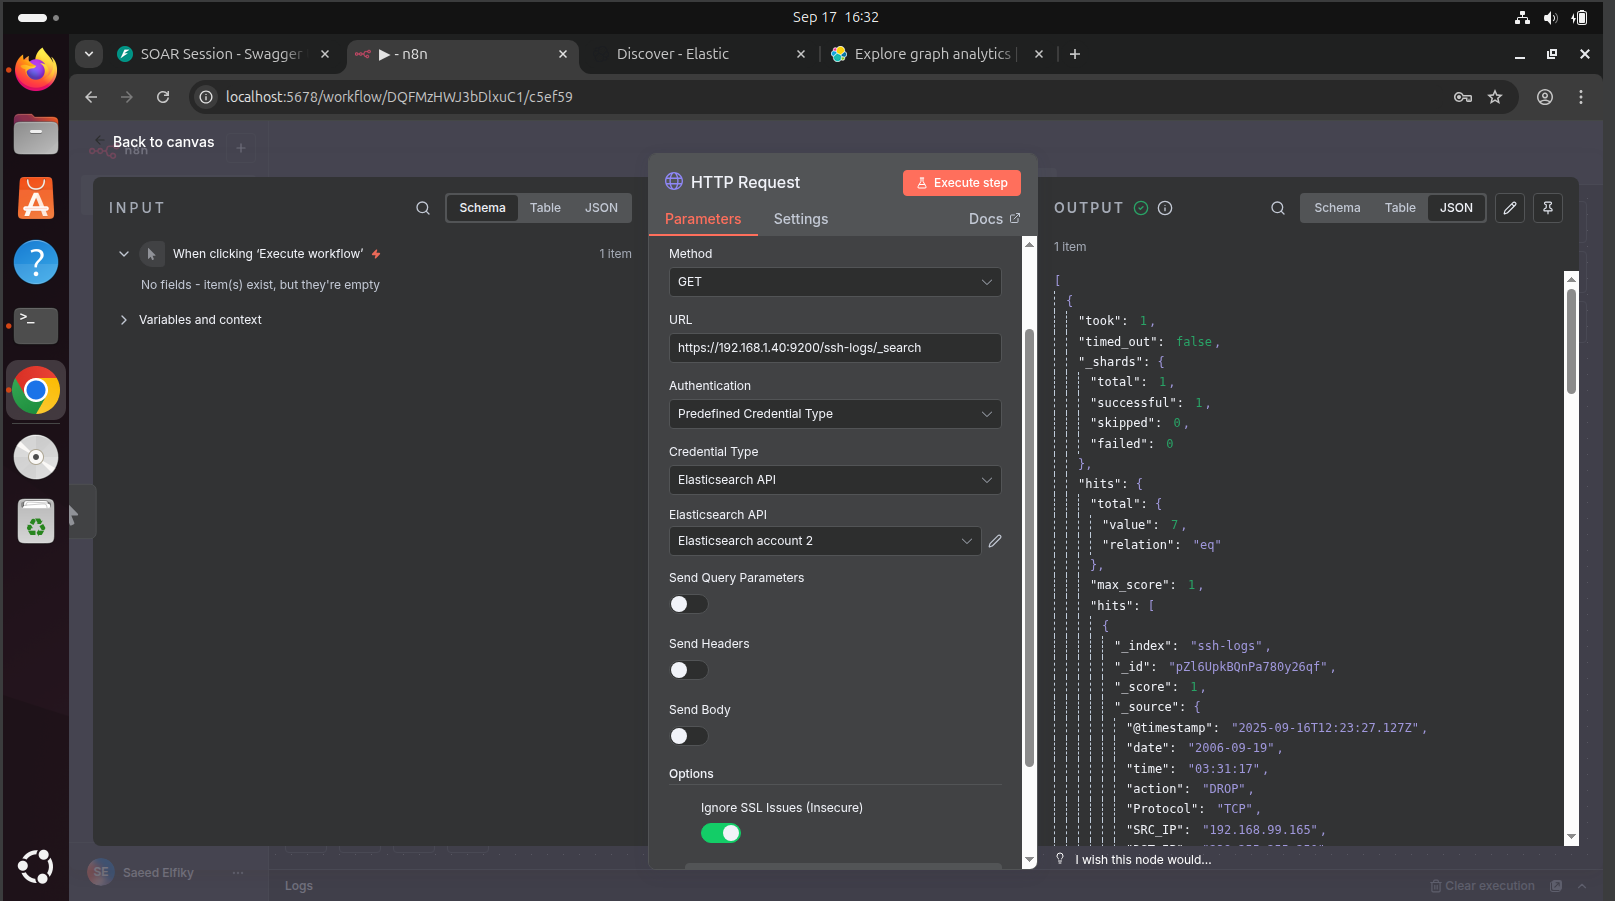 Sep 17 16:32
SOAR Session - Swagger
▶ - n8n
Discover - Elastic
Explore graph analytics
localhost:5678/workflow/DQFMzHWJ3bDlxuC1/c5ef59
Back to canvas
n8n
INPUT
Schema
Table
JSON
When clicking ‘Execute workflow’
1 item
No fields - item(s) exist, but they're empty
Variables and context
HTTP Request
Execute step
Parameters
Settings
Docs
Method
GET
URL
https://192.168.1.40:9200/ssh-logs/_search
Authentication
Predefined Credential Type
Credential Type
Elasticsearch API
Elasticsearch API
Elasticsearch account 2
Send Query Parameters
Send Headers
Send Body
Options
Ignore SSL Issues (Insecure)
OUTPUT
Schema
Table
JSON
1 item
[
{
"took": 1,
"timed_out": false,
"_shards": {
"total": 1,
"successful": 1,
"skipped": 0,
"failed": 0
},
"hits": {
"total": {
"value": 7,
"relation": "eq"
},
"max_score": 1,
"hits": [
{
"_index": "ssh-logs",
"_id": "pZl6UpkBQnPa780y26qf",
"_score": 1,
"_source": {
"@timestamp": "2025-09-16T12:23:27.127Z",
"date": "2006-09-19",
"time": "03:31:17",
"action": "DROP",
"Protocol": "TCP",
"SRC_IP": "192.168.99.165",
I wish this node would...
SE
Saeed Elfiky
Logs
Clear execution